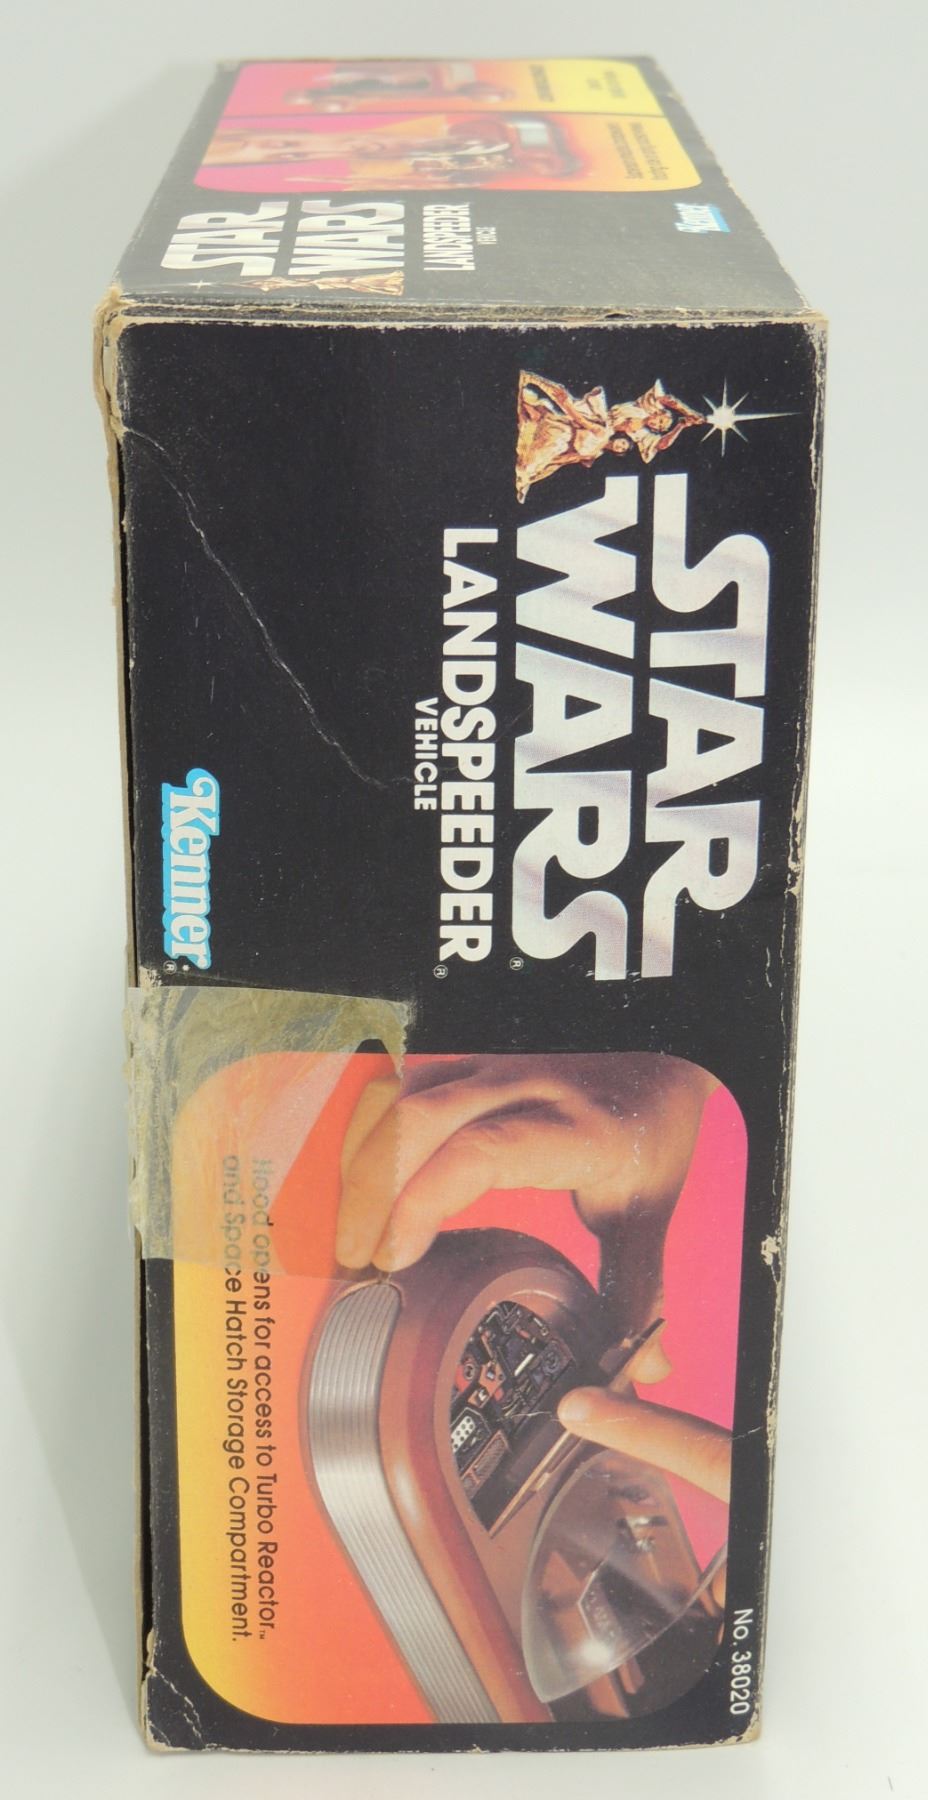 STAR
WARS
LANDSPEEDER
VEHICLE
Kenner
STAR
WARS®
LANDSPEEDER®
VEHICLE
Kenner®
No. 38020
Hood opens for access to Turbo Reactor™
and Space Hatch Storage Compartment.